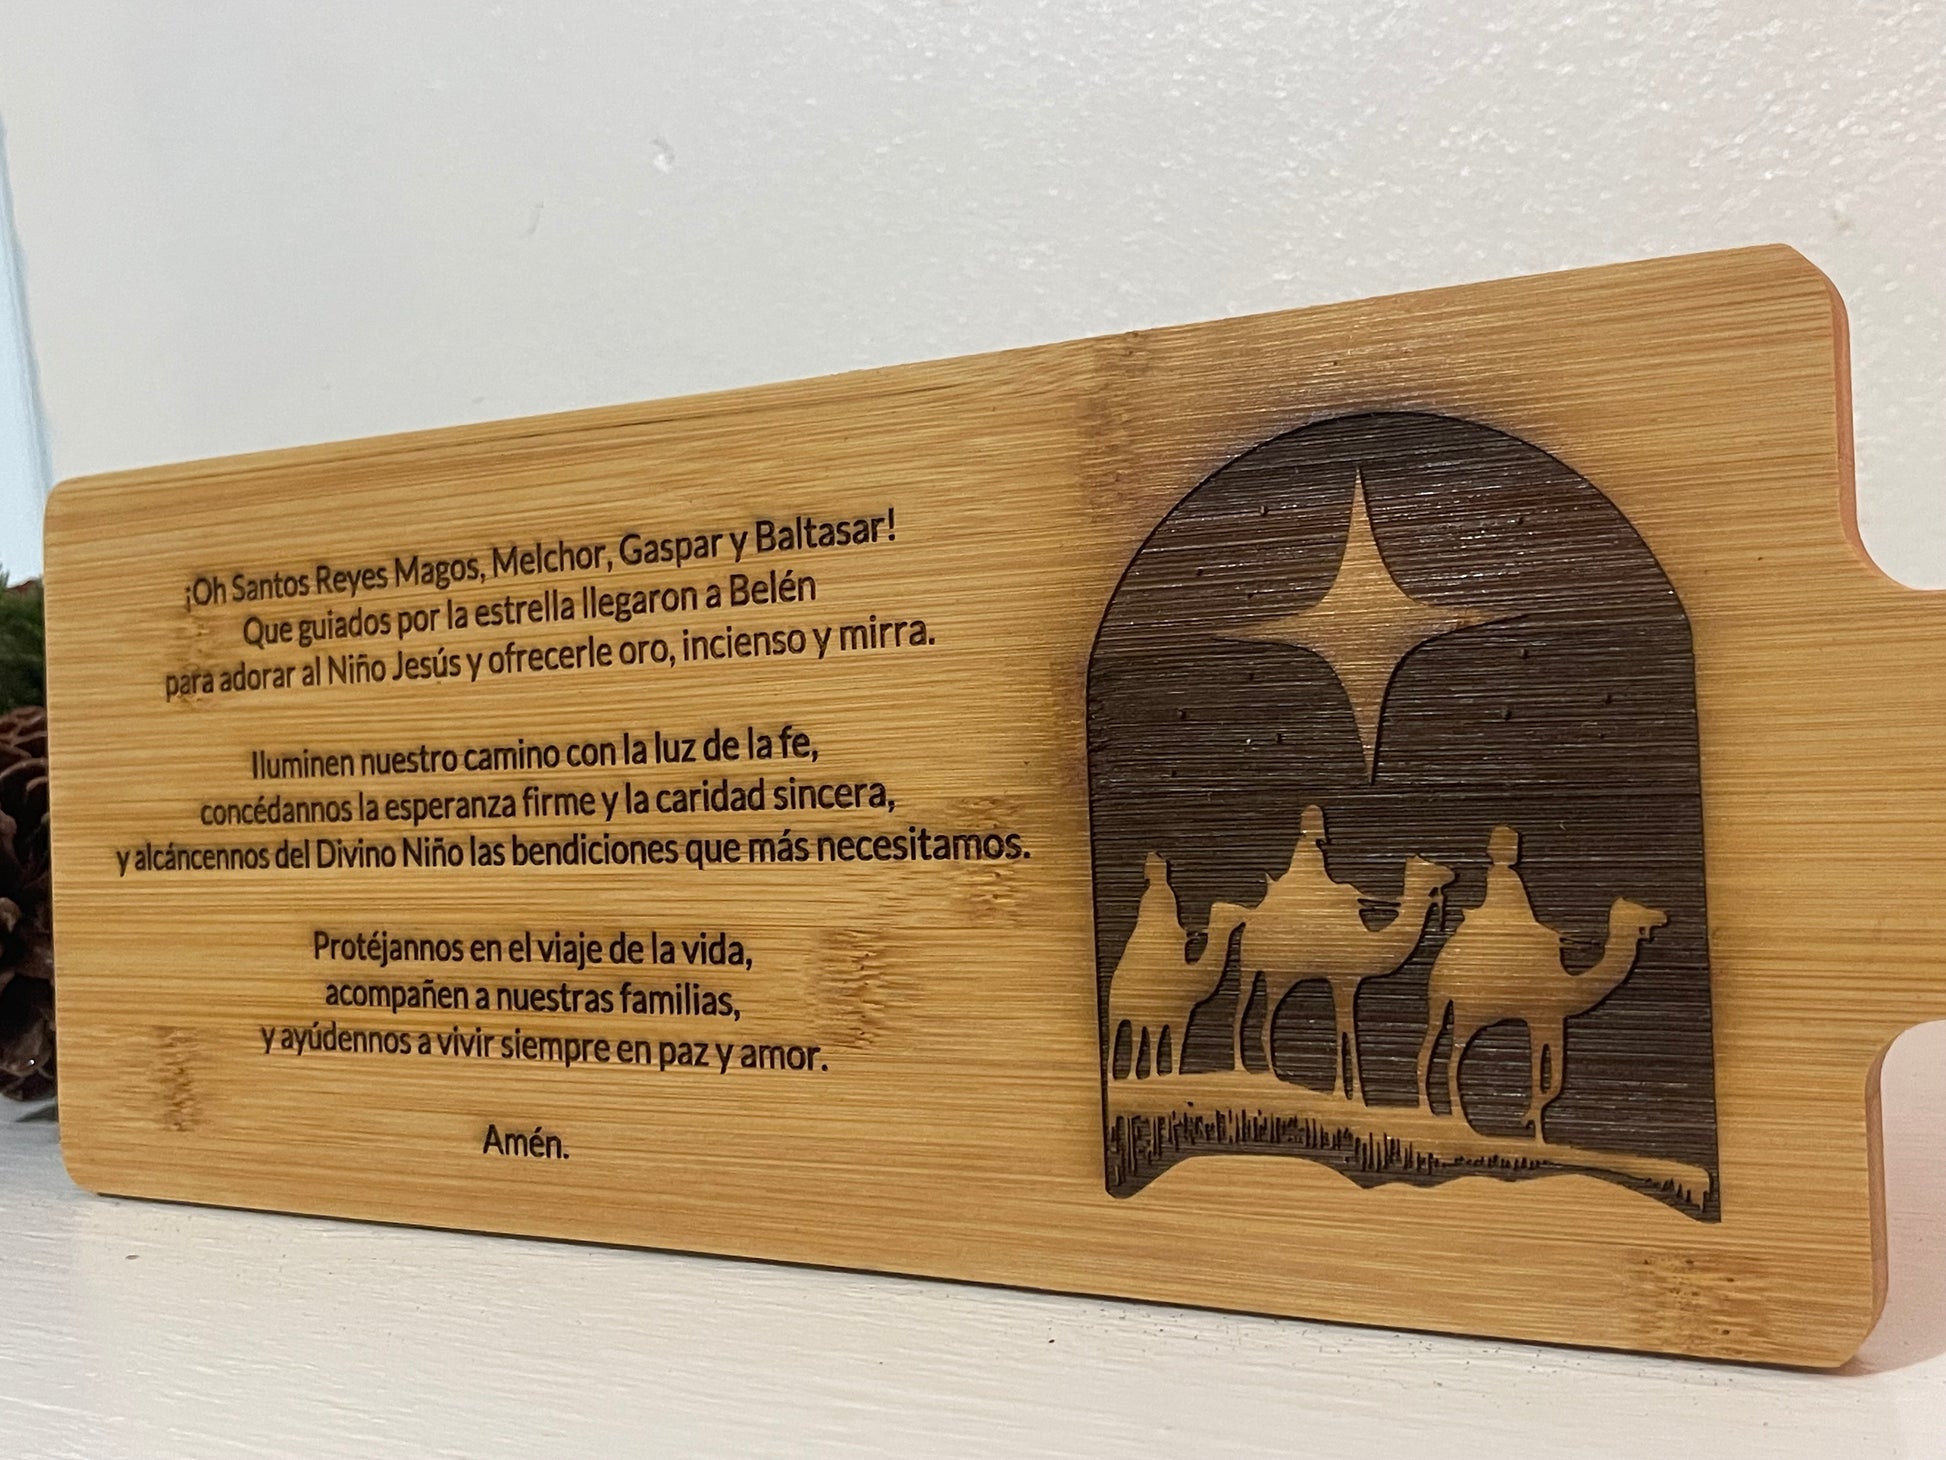 ¡Oh Santos Reyes Magos, Melchor, Gaspar y Baltasar!
Que guiados por la estrella llegaron a Belén
para adorar al Niño Jesús y ofrecerle oro, incienso y mirra.
Iluminen nuestro camino con la luz de la fe,
concédannos la esperanza firme y la caridad sincera,
y alcáncennos del Divino Niño las bendiciones que más necesitamos.
Protéjannos en el viaje de la vida,
acompañen a nuestras familias,
y ayúdennos a vivir siempre en paz y amor.
Amén.